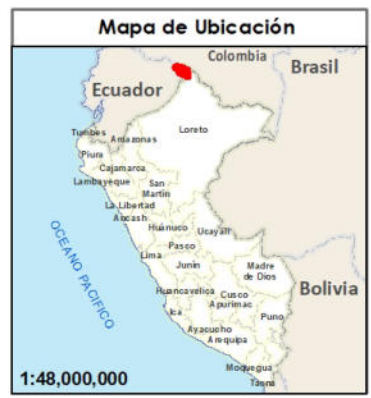 Mapa de Ubicación
Colombia
Brasil
Ecuador
Loreto
Tumbes
Amazonas
Piura
Cajamarca
Lambayeque
San
Martin
La Libertad
Ancash
Huánuco
Ucayali
Pasco
Lima
Junin
Madre
de Dios
Huancavelica
Cusco
Apurimac
Ica
Puno
Ayacucho
Arequipa
Moquegua
Tacna
Bolivia
OCEANO PACIFICO
1:48,000,000